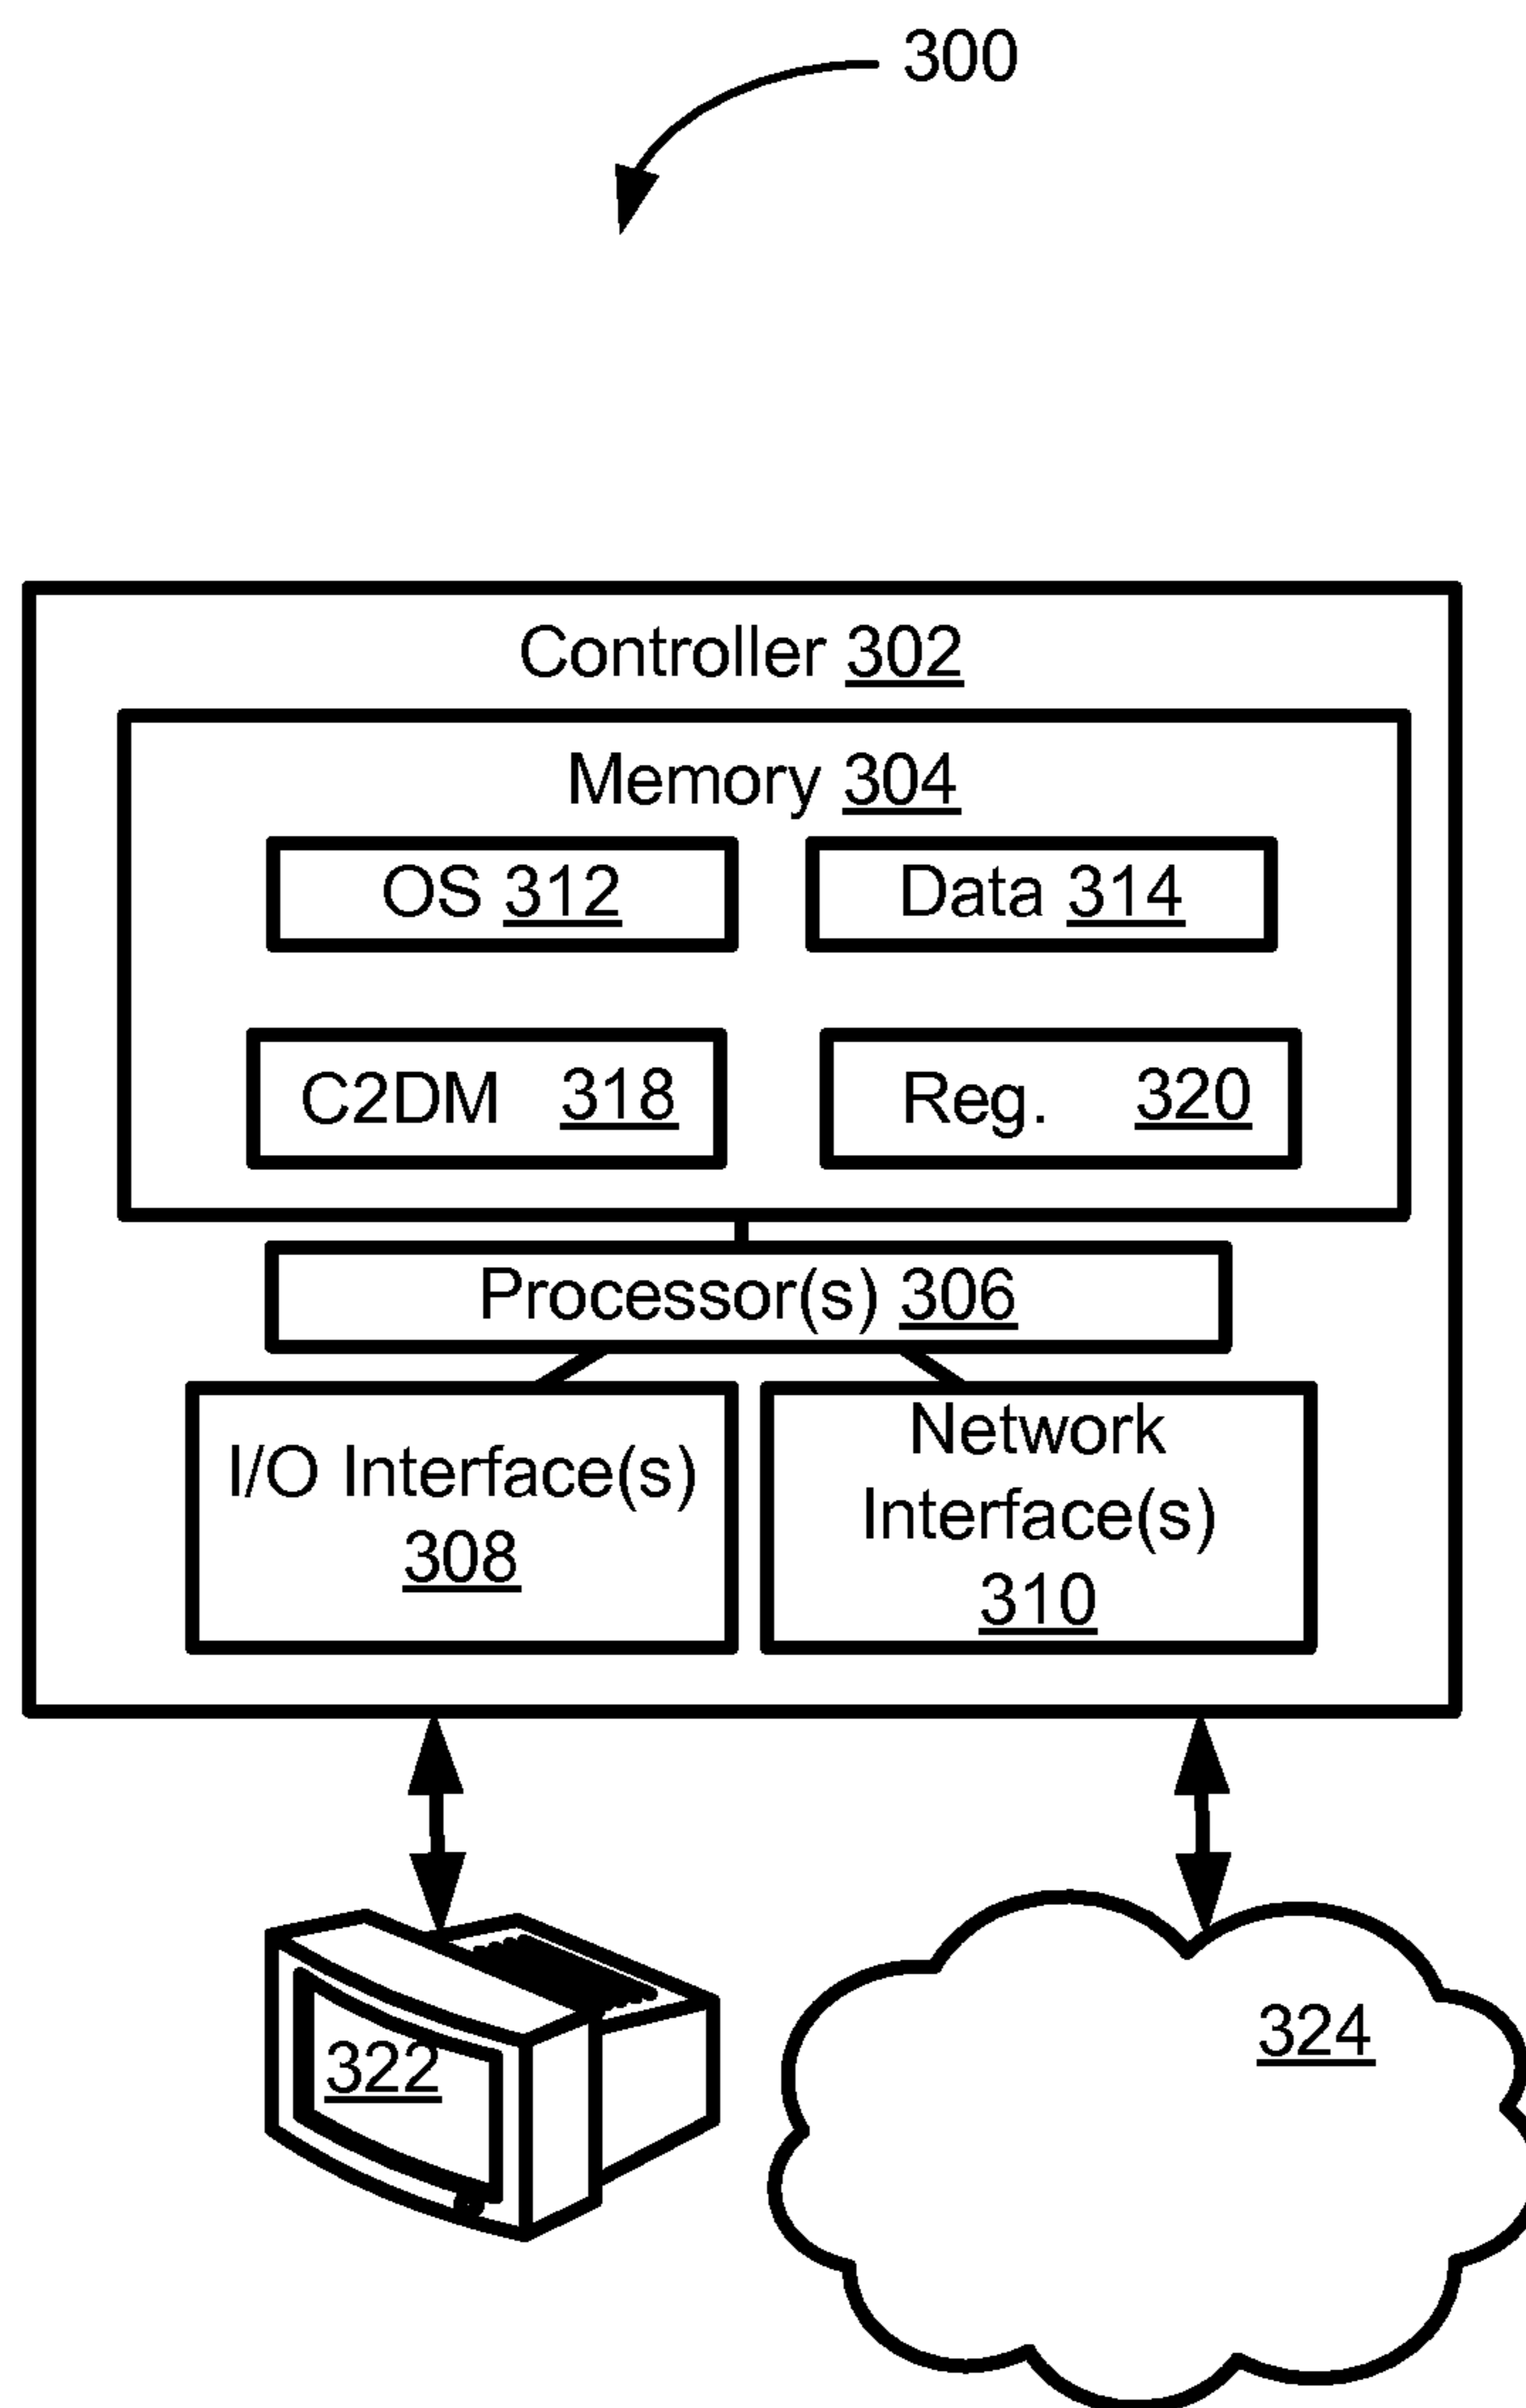 300
Controller 302
Memory 304
OS 312
Data 314
C2DM 318
Reg. 320
Processor(s) 306
I/O Interface(s)
308
Network
Interface(s)
310
322
324